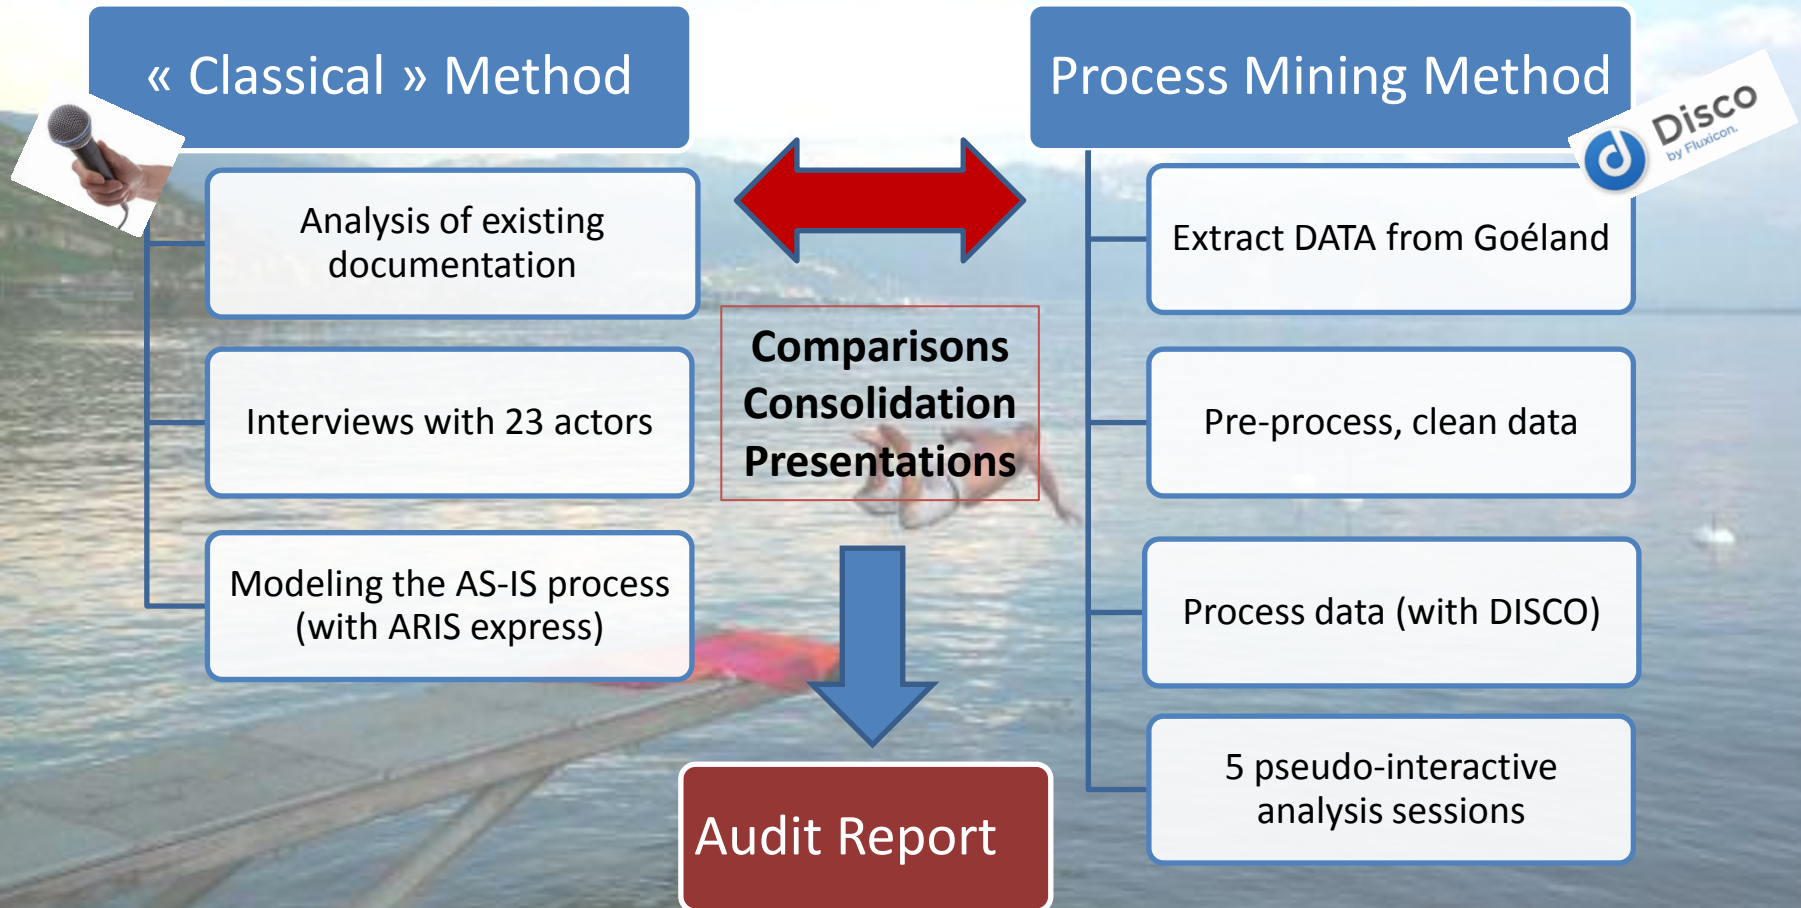 « Classical » Method
Analysis of existing
documentation
Interviews with 23 actors
Modeling the AS-IS process
(with ARIS express)
Comparisons
Consolidation
Presentations
Audit Report
Process Mining Method
Disco
by Fluxicon.
Extract DATA from Goéland
Pre-process, clean data
Process data (with DISCO)
5 pseudo-interactive
analysis sessions